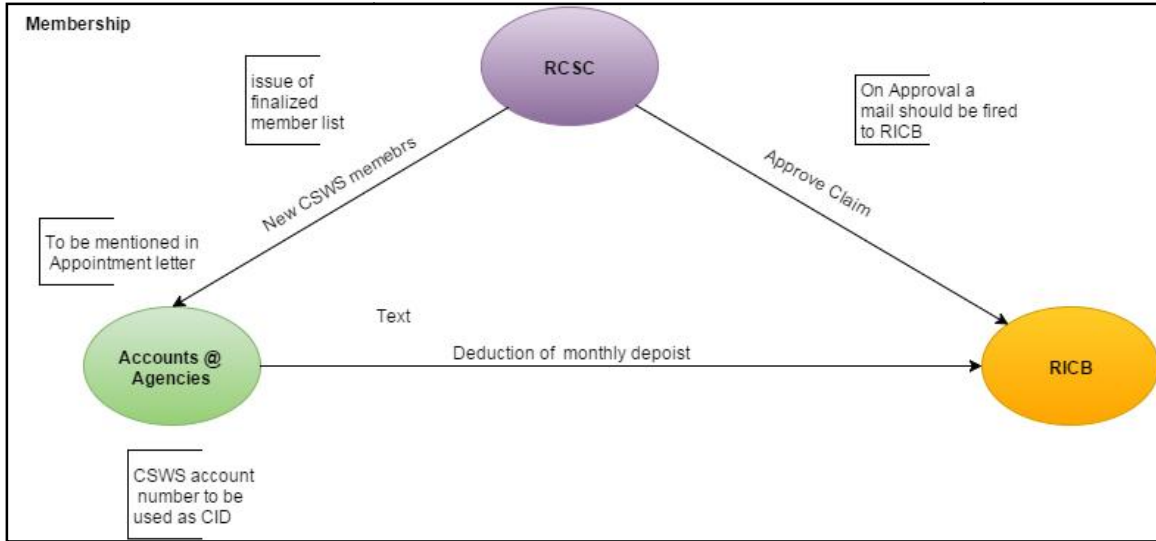 Membership
RCSC
issue of
finalized
member list
On Approval a
mail should be fired
to RICB
New CSWS memebrs
Approve Claim
To be mentioned in
Appointment letter
Text
Accounts @
Agencies
Deduction of monthly depoist
RICB
CSWS account
number to be
used as CID